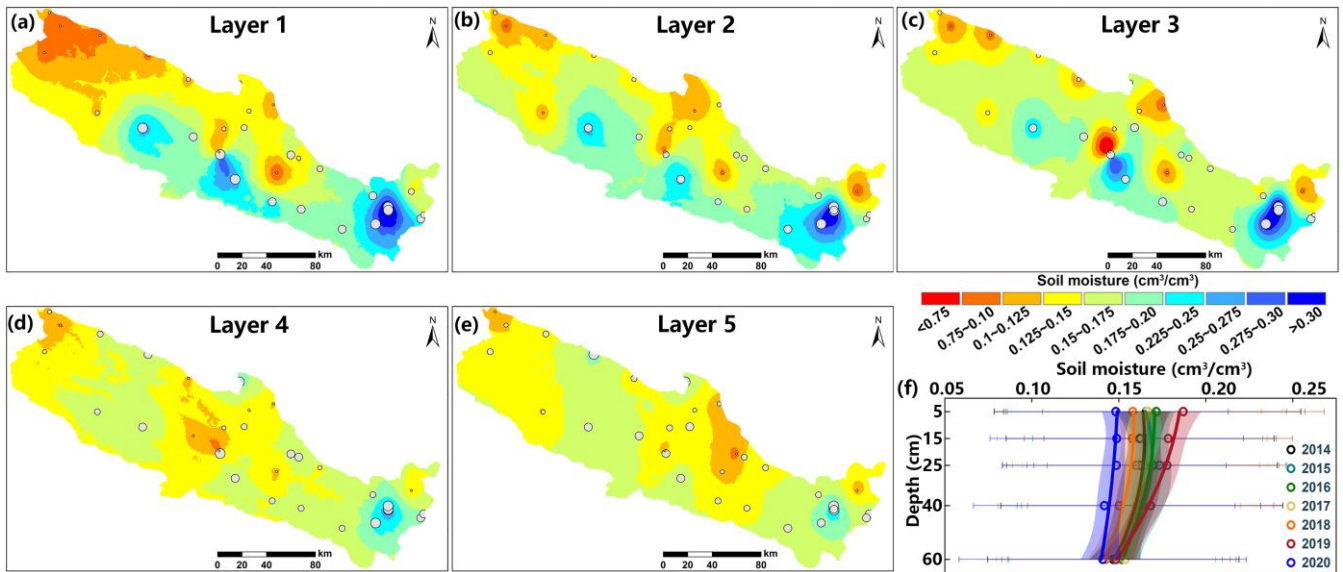 (a) Layer 1 N
0 20 40 80 km
(b) Layer 2 N
0 20 40 80 km
(c) Layer 3 N
0 20 40 80 km
(d) Layer 4 N
0 20 40 80 km
(e) Layer 5 N
0 20 40 80 km
Soil moisture (cm³/cm³)
<0.75 0.75~0.10 0.1~0.125 0.125~0.15 0.15~0.175 0.175~0.20 0.225~0.25 0.25~0.275 0.275~0.30 >0.30
Soil moisture (cm³/cm³)
(f)
0.05 0.10 0.15 0.20 0.25
Depth (cm)
5
15
25
40
60
2014
2015
2016
2017
2018
2019
2020